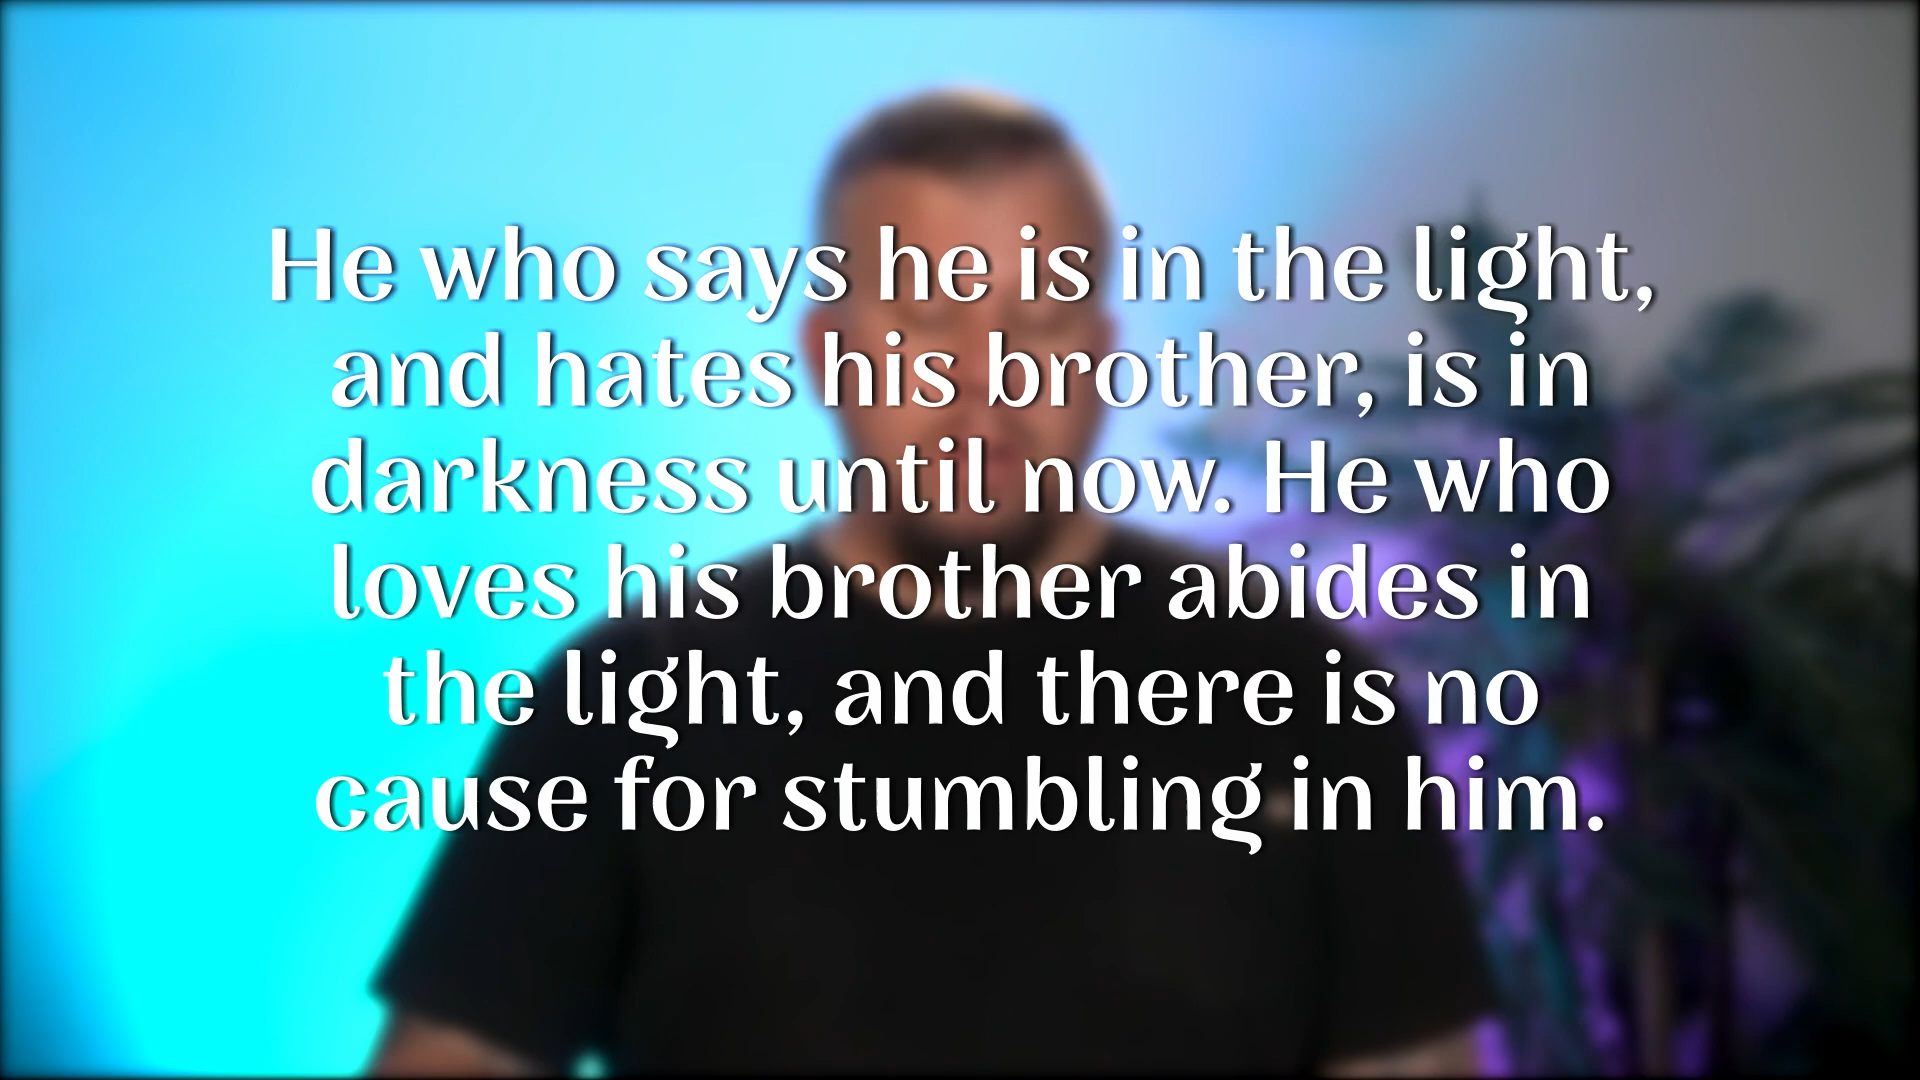 He who says he is in the light,
and hates his brother, is in
darkness until now. He who
loves his brother abides in
the light, and there is no
cause for stumbling in him.